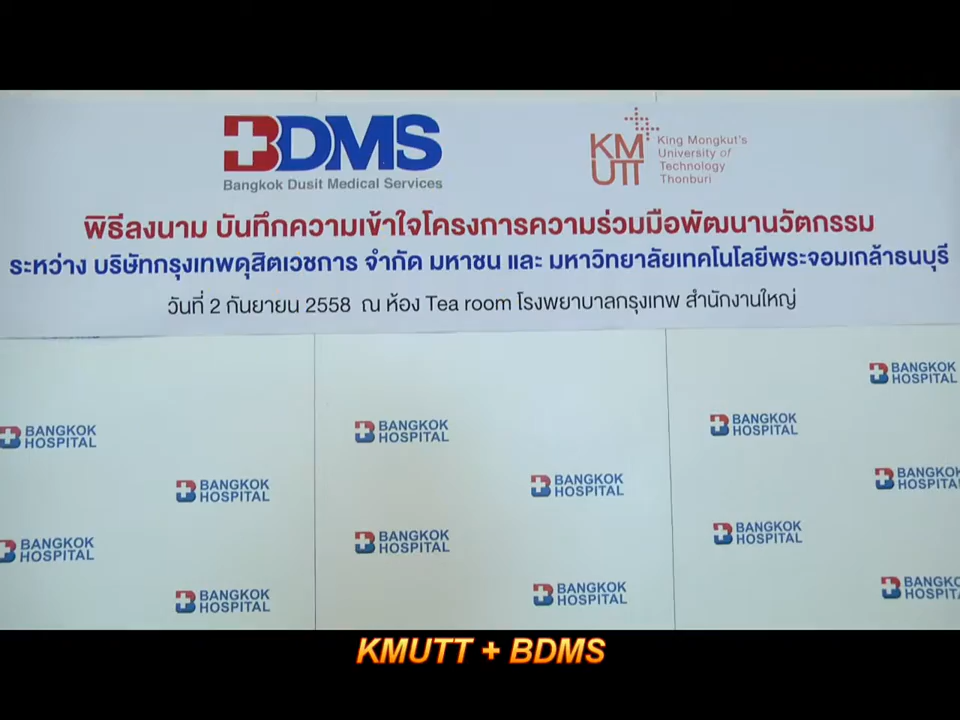 BDMS
Bangkok Dusit Medical Services
KM
UTT
King Mongkut's
University of
Technology
Thonburi
พิธีลงนาม บันทึกความเข้าใจโครงการความร่วมมือพัฒนานวัตกรรม
ระหว่าง บริษัทกรุงเทพดุสิตเวชการ จำกัด มหาชน และ มหาวิทยาลัยเทคโนโลยีพระจอมเกล้าธนบุรี
วันที่ 2 กันยายน 2558 ณ ห้อง Tea room โรงพยาบาลกรุงเทพ สำนักงานใหญ่
BANGKOK
HOSPITAL
BANGKOK
HOSPITAL
BANGKOK
HOSPITAL
BANGKOK
HOSPITAL
BANGKOK
HOSPITAL
BANGKOK
HOSPITAL
BANGKOK
HOSPITAL
BANGKOK
HOSPITAL
BANGKOK
HOSPITAL
BANGKOK
HOSPITAL
BANGKOK
HOSPITAL
BANGKOK
HOSPITAL
BANGKO
HOSPITA
KMUTT + BDMS